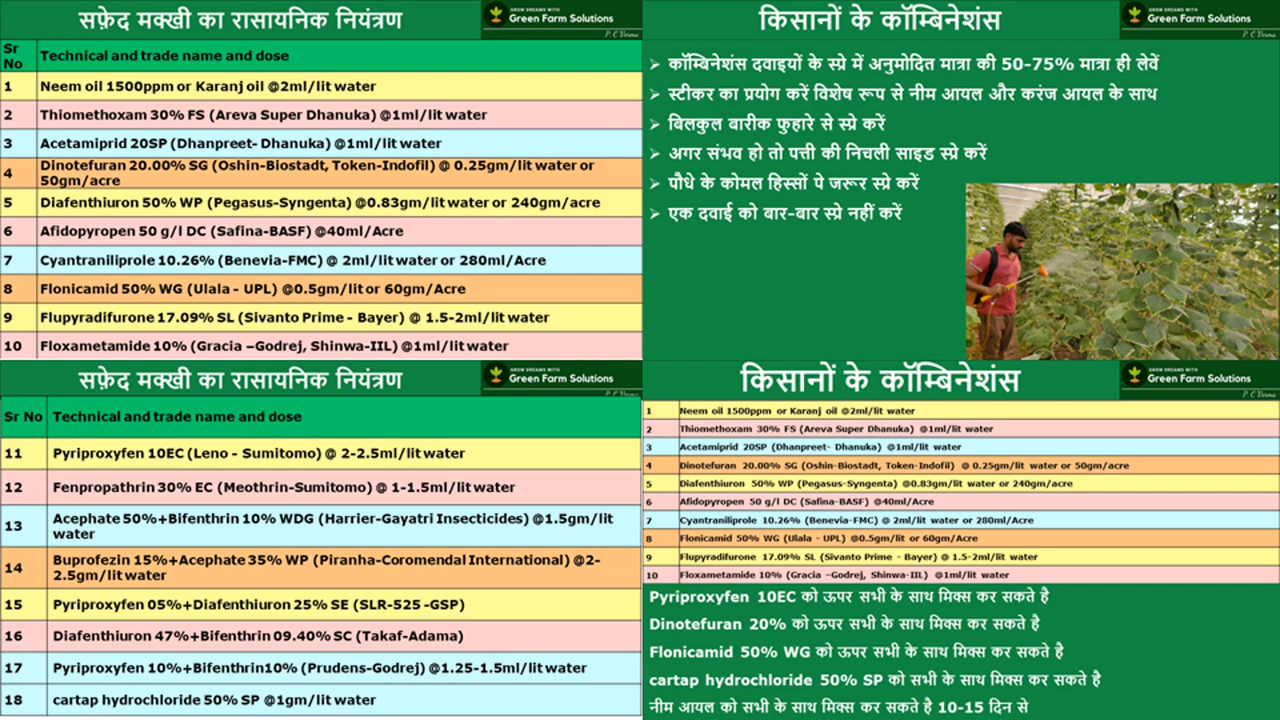 सफ़ेद मक्खी का रासायनिक नियंत्रण
GROW DREAMS WITH
Green Farm Solutions
P. C Verma
Sr No Technical and trade name and dose
1 Neem oil 1500ppm or Karanj oil @2ml/lit water
2 Thiomethoxam 30% FS (Areva Super Dhanuka) @1ml/lit water
3 Acetamiprid 20SP (Dhanpreet- Dhanuka) @1ml/lit water
4 Dinotefuran 20.00% SG (Oshin-Biostadt, Token-Indofil) @ 0.25gm/lit water or
50gm/acre
5 Diafenthiuron 50% WP (Pegasus-Syngenta) @0.83gm/lit water or 240gm/acre
6 Afidopyropen 50 g/l DC (Safina-BASF) @40ml/Acre
7 Cyantraniliprole 10.26% (Benevia-FMC) @ 2ml/lit water or 280ml/Acre
8 Flonicamid 50% WG (Ulala - UPL) @0.5gm/lit or 60gm/Acre
9 Flupyradifurone 17.09% SL (Sivanto Prime - Bayer) @ 1.5-2ml/lit water
10 Floxametamide 10% (Gracia –Godrej, Shinwa-IIL) @1ml/lit water
किसानों के कॉम्बिनेशंस
GROW DREAMS WITH
Green Farm Solutions
P. C Verma
➢ कॉम्बिनेशंस दवाइयों के स्प्रे में अनुमोदित मात्रा की 50-75% मात्रा ही लेवें
➢ स्टीकर का प्रयोग करें विशेष रूप से नीम आयल और करंज आयल के साथ
➢ बिलकुल बारीक फुहारे से स्प्रे करें
➢ अगर संभव हो तो पत्ती की निचली साइड स्प्रे करें
➢ पौधे के कोमल हिस्सों पे जरूर स्प्रे करें
➢ एक दवाई को बार-बार स्प्रे नहीं करें
सफ़ेद मक्खी का रासायनिक नियंत्रण
GROW DREAMS WITH
Green Farm Solutions
P. C Verma
Sr No Technical and trade name and dose
11 Pyriproxyfen 10EC (Leno - Sumitomo) @ 2-2.5ml/lit water
12 Fenpropathrin 30% EC (Meothrin-Sumitomo) @ 1-1.5ml/lit water
13 Acephate 50%+Bifenthrin 10% WDG (Harrier-Gayatri Insecticides) @1.5gm/lit
water
14 Buprofezin 15%+Acephate 35% WP (Piranha-Coromendal International) @2-
2.5gm/lit water
15 Pyriproxyfen 05%+Diafenthiuron 25% SE (SLR-525 -GSP)
16 Diafenthiuron 47%+Bifenthrin 09.40% SC (Takaf-Adama)
17 Pyriproxyfen 10%+Bifenthrin10% (Prudens-Godrej) @1.25-1.5ml/lit water
18 cartap hydrochloride 50% SP @1gm/lit water
किसानों के कॉम्बिनेशंस
GROW DREAMS WITH
Green Farm Solutions
P. C Verma
1 Neem oil 1500ppm or Karanj oil @2ml/lit water
2 Thiomethoxam 30% FS (Areva Super Dhanuka) @1ml/lit water
3 Acetamiprid 20SP (Dhanpreet- Dhanuka) @1ml/lit water
4 Dinotefuran 20.00% SG (Oshin-Biostadt, Token-Indofil) @ 0.25gm/lit water or 50gm/acre
5 Diafenthiuron 50% WP (Pegasus-Syngenta) @0.83gm/lit water or 240gm/acre
6 Afidopyropen 50 g/l DC (Safina-BASF) @40ml/Acre
7 Cyantraniliprole 10.26% (Benevia-FMC) @ 2ml/lit water or 280ml/Acre
8 Flonicamid 50% WG (Ulala - UPL) @0.5gm/lit or 60gm/Acre
9 Flupyradifurone 17.09% SL (Sivanto Prime - Bayer) @ 1.5-2ml/lit water
10 Floxametamide 10% (Gracia –Godrej, Shinwa-IIL) @1ml/lit water
Pyriproxyfen 10EC को ऊपर सभी के साथ मिक्स कर सकते है
Dinotefuran 20% को ऊपर सभी के साथ मिक्स कर सकते है
Flonicamid 50% WG को ऊपर सभी के साथ मिक्स कर सकते है
cartap hydrochloride 50% SP को सभी के साथ मिक्स कर सकते है
नीम आयल को सभी के साथ मिक्स कर सकते है 10-15 दिन से